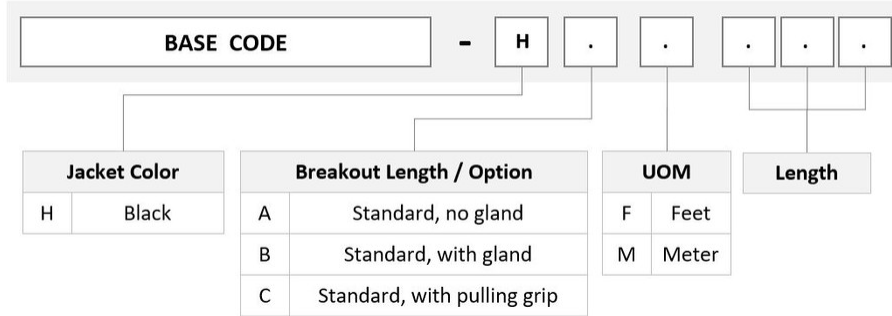 BASE CODE - H . . . . .
Jacket Color
H Black
Breakout Length / Option
A Standard, no gland
B Standard, with gland
C Standard, with pulling grip
UOM
F Feet
M Meter
Length